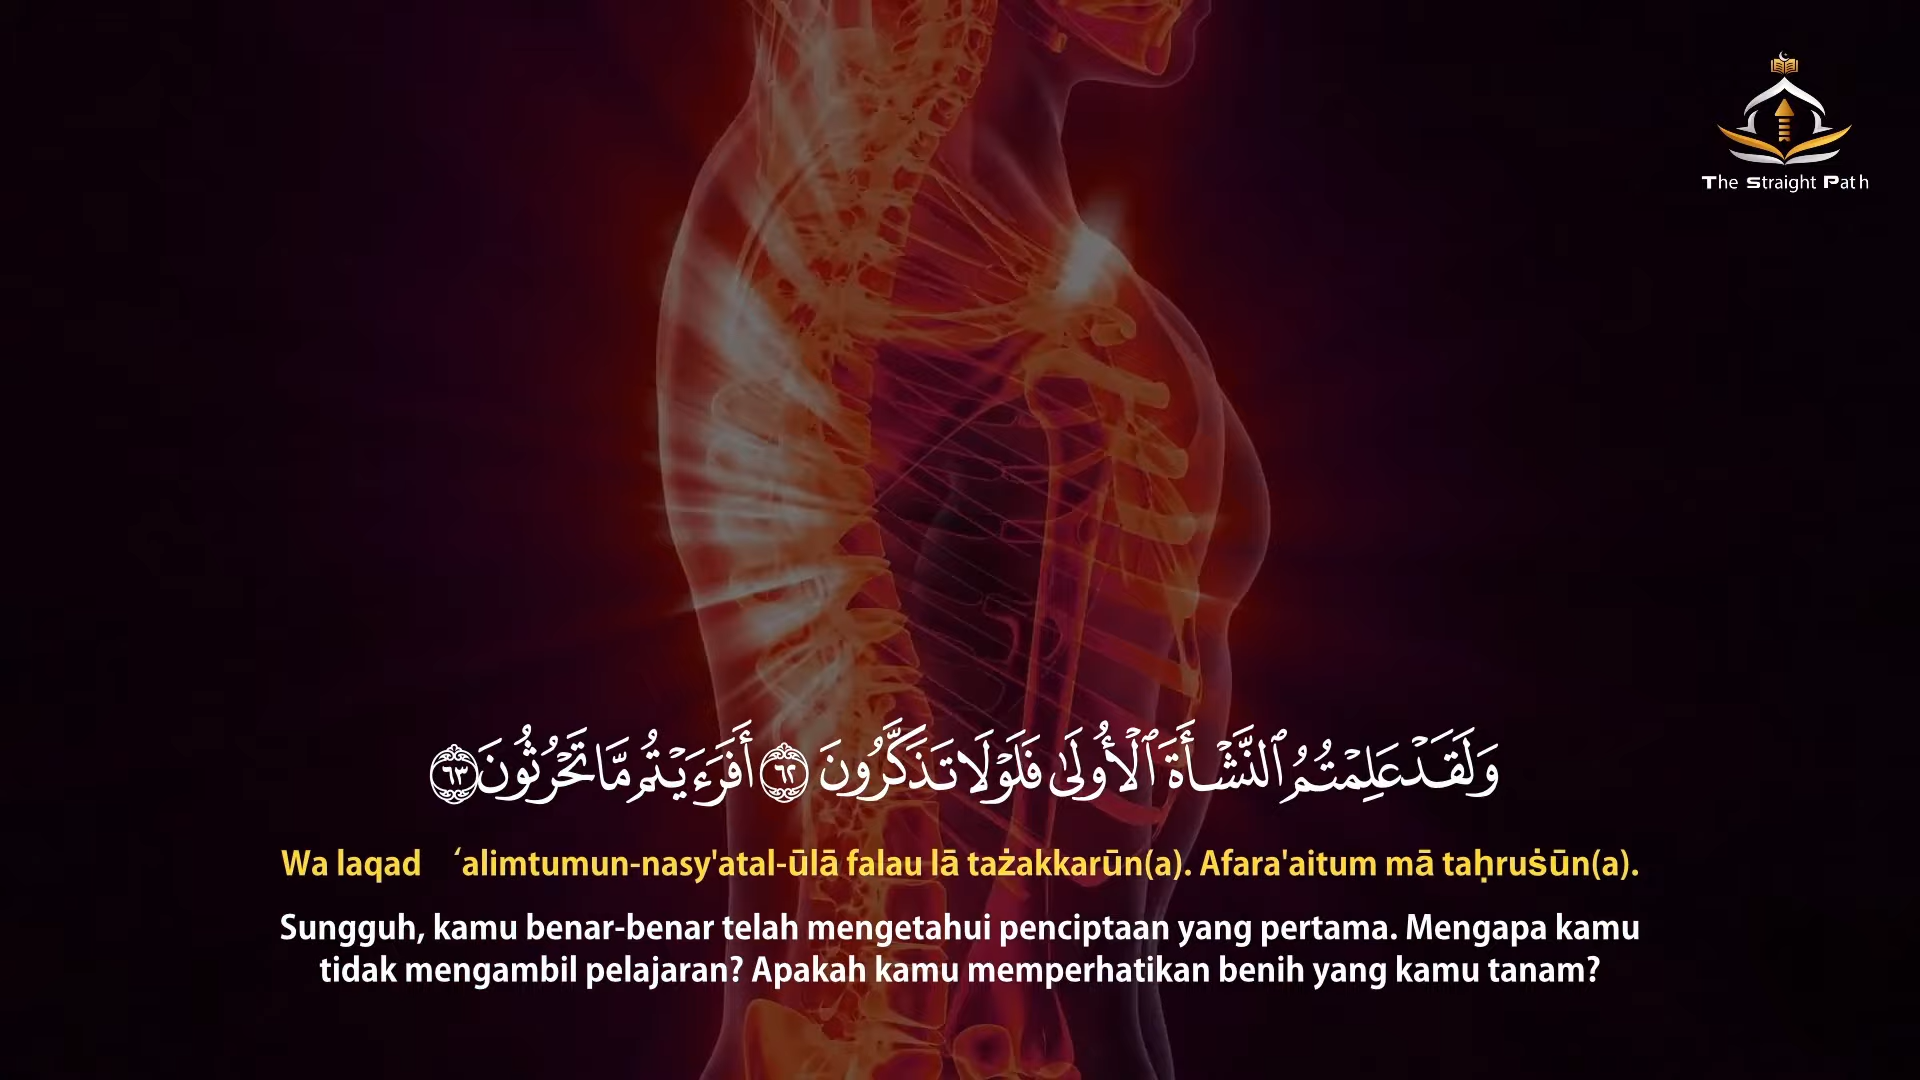 The Straight Path
وَلَقَدْ عَلِمْتُمُ ٱلنَّشْأَةَ ٱلْأُولَىٰ فَلَوْلَا تَذَكَّرُونَ ٦٢ أَفَرَءَيْتُم مَّا تَحْرُثُونَ ٦٣
Wa laqad ‘alimtumun-nasy'atal-ūlā falau lā tażakkarūn(a). Afara'aitum mā taḥruṡūn(a).
Sungguh, kamu benar-benar telah mengetahui penciptaan yang pertama. Mengapa kamu
tidak mengambil pelajaran? Apakah kamu memperhatikan benih yang kamu tanam?